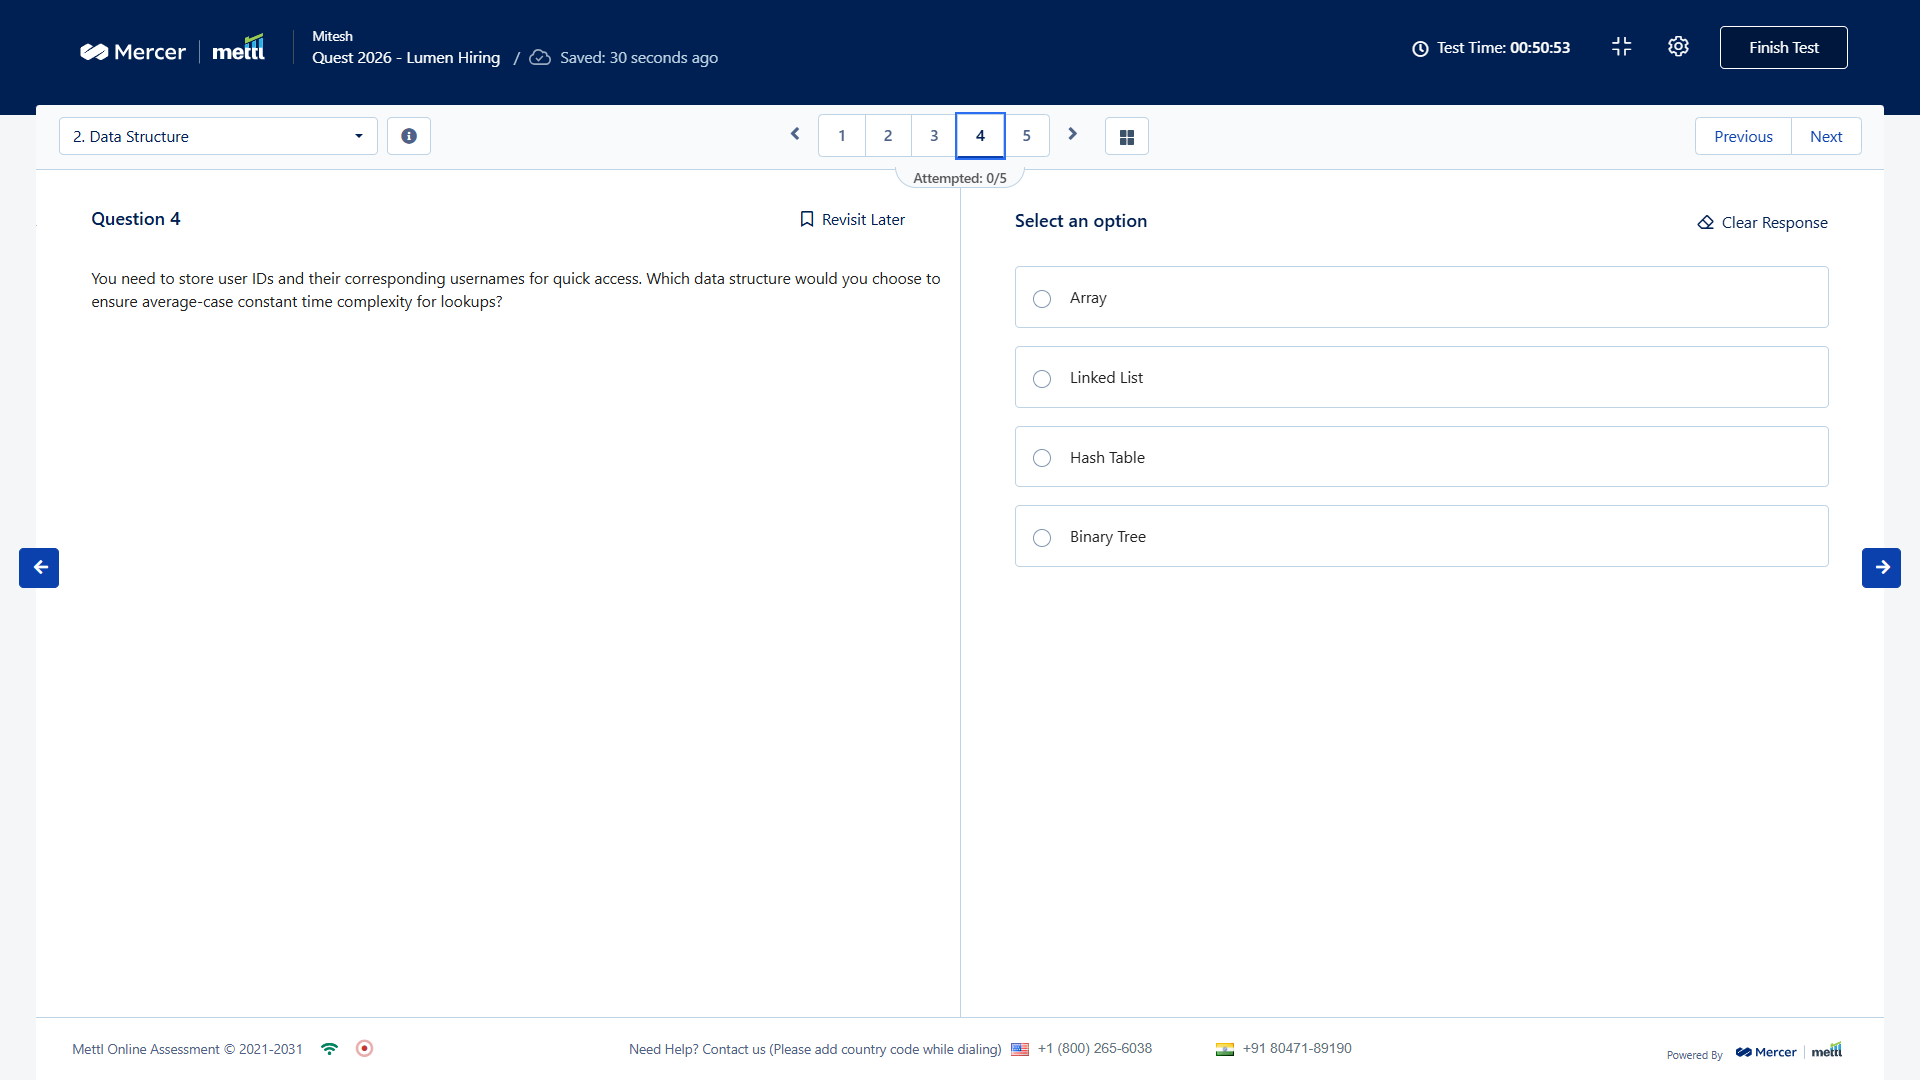 Mercer | mettl
Mitesh
Quest 2026 - Lumen Hiring / Saved: 30 seconds ago
Test Time: 00:50:53
Finish Test
2. Data Structure
1 2 3 4 5
Attempted: 0/5
Previous
Next
Question 4
Revisit Later
You need to store user IDs and their corresponding usernames for quick access. Which data structure would you choose to
ensure average-case constant time complexity for lookups?
Select an option
Clear Response
Array
Linked List
Hash Table
Binary Tree
Mettl Online Assessment © 2021-2031
Need Help? Contact us (Please add country code while dialing) +1 (800) 265-6038 +91 80471-89190
Powered By Mercer | mettl